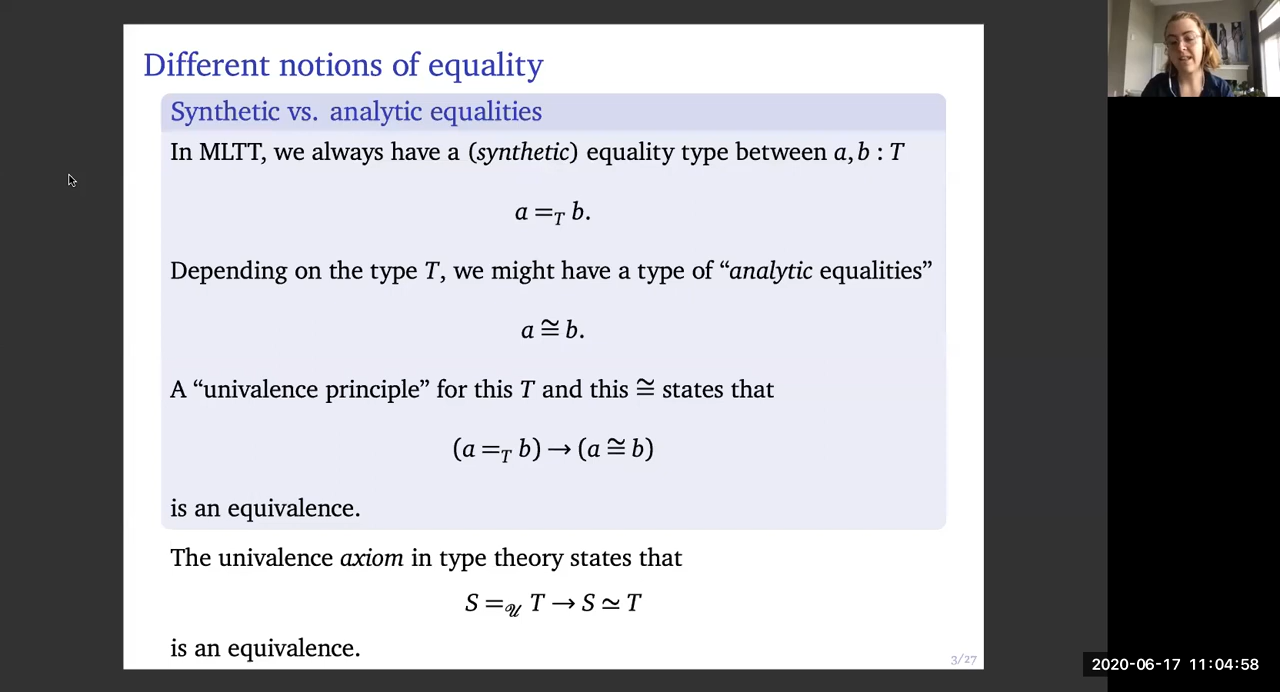 Different notions of equality
Synthetic vs. analytic equalities
In MLTT, we always have a (synthetic) equality type between a, b : T
a =_T b.
Depending on the type T, we might have a type of “analytic equalities”
a ≅ b.
A “univalence principle” for this T and this ≅ states that
(a =_T b) → (a ≅ b)
is an equivalence.
The univalence axiom in type theory states that
S =_𝒰 T → S ≃ T
is an equivalence.
3/27
2020-06-17 11:04:58